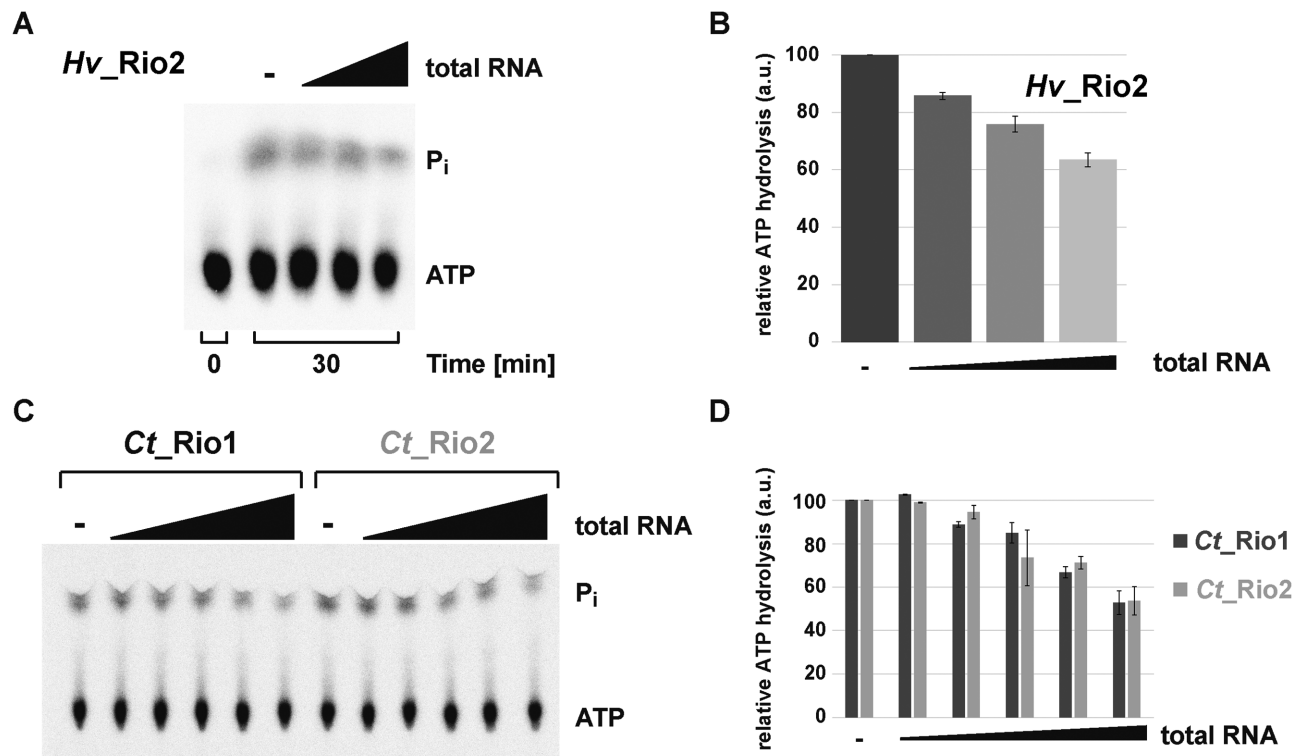 A
Hv_Rio2
-
total RNA
Pi
ATP
0
30
Time [min]
B
relative ATP hydrolysis (a.u.)
100
80
60
40
20
0
Hv_Rio2
-
total RNA
C
Ct_Rio1
Ct_Rio2
-
-
total RNA
Pi
ATP
D
relative ATP hydrolysis (a.u.)
100
80
60
40
20
0
Ct_Rio1
Ct_Rio2
-
total RNA